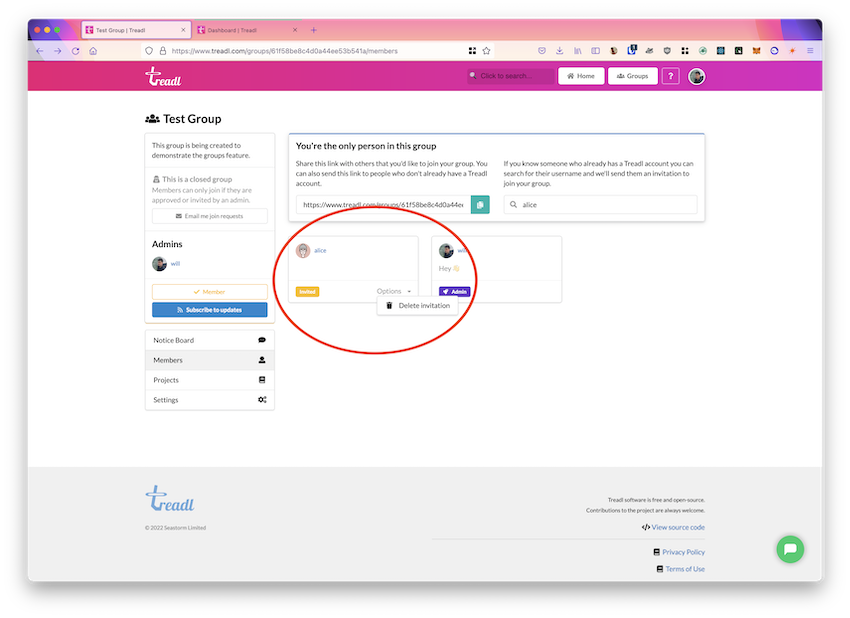 Test Group | Treadl
Dashboard | Treadl
https://www.treadl.com/groups/61f58be8c4d0a44ee53b541a/members
treadl
Click to search...
Home
Groups
?
Test Group
This group is being created to
demonstrate the groups feature.
This is a closed group
Members can only join if they are
approved or invited by an admin.
Email me join requests
Admins
will
Member
Subscribe to updates
Notice Board
Members
Projects
Settings
You're the only person in this group
Share this link with others that you'd like to join your group. You
can also send this link to people who don't already have a Treadl
account.
https://www.treadl.com/groups/61f58be8c4d0a44ee
If you know someone who already has a Treadl account you can
search for their username and we'll send them an invitation to
join your group.
alice
alice
Invited
Options
Delete invitation
will
Hey 👋
Admin
treadl
© 2022 Seastorm Limited
Treadl software is free and open-source.
Contributions to the project are always welcome.
</> View source code
Privacy Policy
Terms of Use